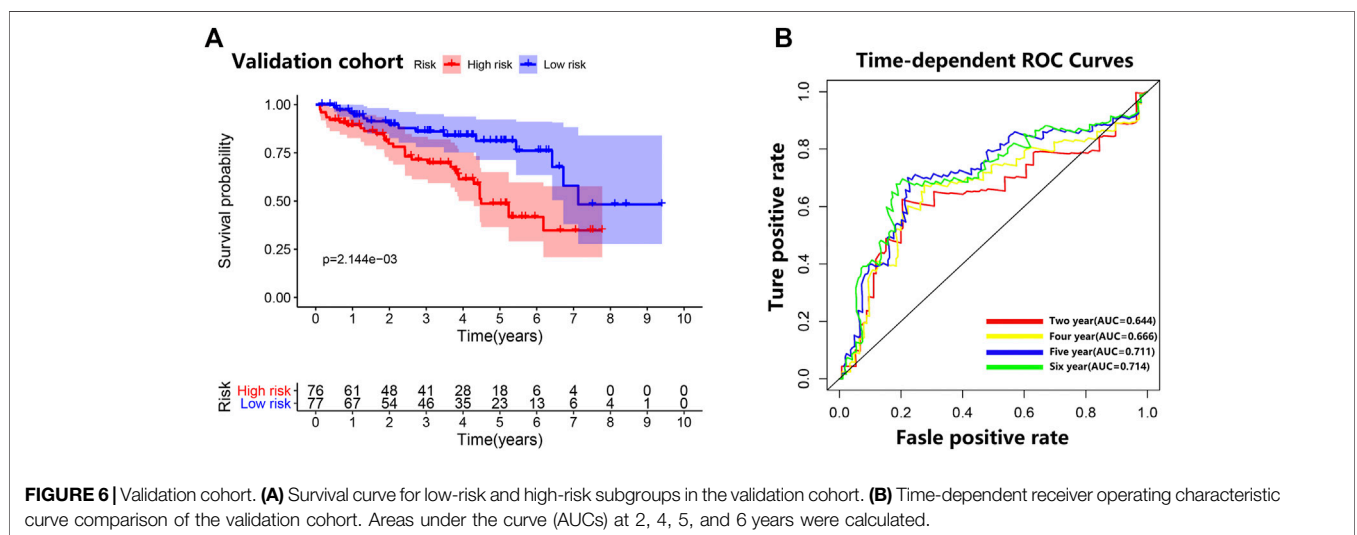 A
Validation cohort Risk High risk Low risk
Survival probability
1.00
0.75
0.50
0.25
0.00
p=2.144e−03
0 1 2 3 4 5 6 7 8 9 10
Time(years)
Risk
High risk 76 61 48 41 28 18 6 4 0 0 0
Low risk 77 67 54 46 35 23 13 6 4 1 0
0 1 2 3 4 5 6 7 8 9 10
Time(years)
B
Time-dependent ROC Curves
Ture positive rate
1.0
0.8
0.6
0.4
0.2
0.0
Two year(AUC=0.644)
Four year(AUC=0.666)
Five year(AUC=0.711)
Six year(AUC=0.714)
0.0 0.2 0.4 0.6 0.8 1.0
Fasle positive rate
FIGURE 6 | Validation cohort. (A) Survival curve for low-risk and high-risk subgroups in the validation cohort. (B) Time-dependent receiver operating characteristic
curve comparison of the validation cohort. Areas under the curve (AUCs) at 2, 4, 5, and 6 years were calculated.